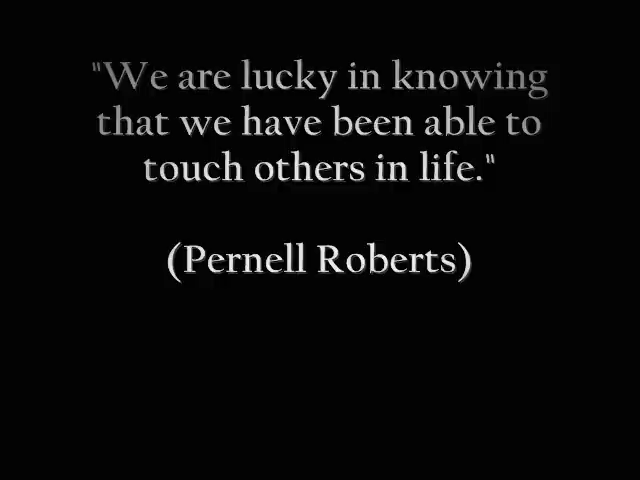 "We are lucky in knowing
that we have been able to
touch others in life."
(Pernell Roberts)